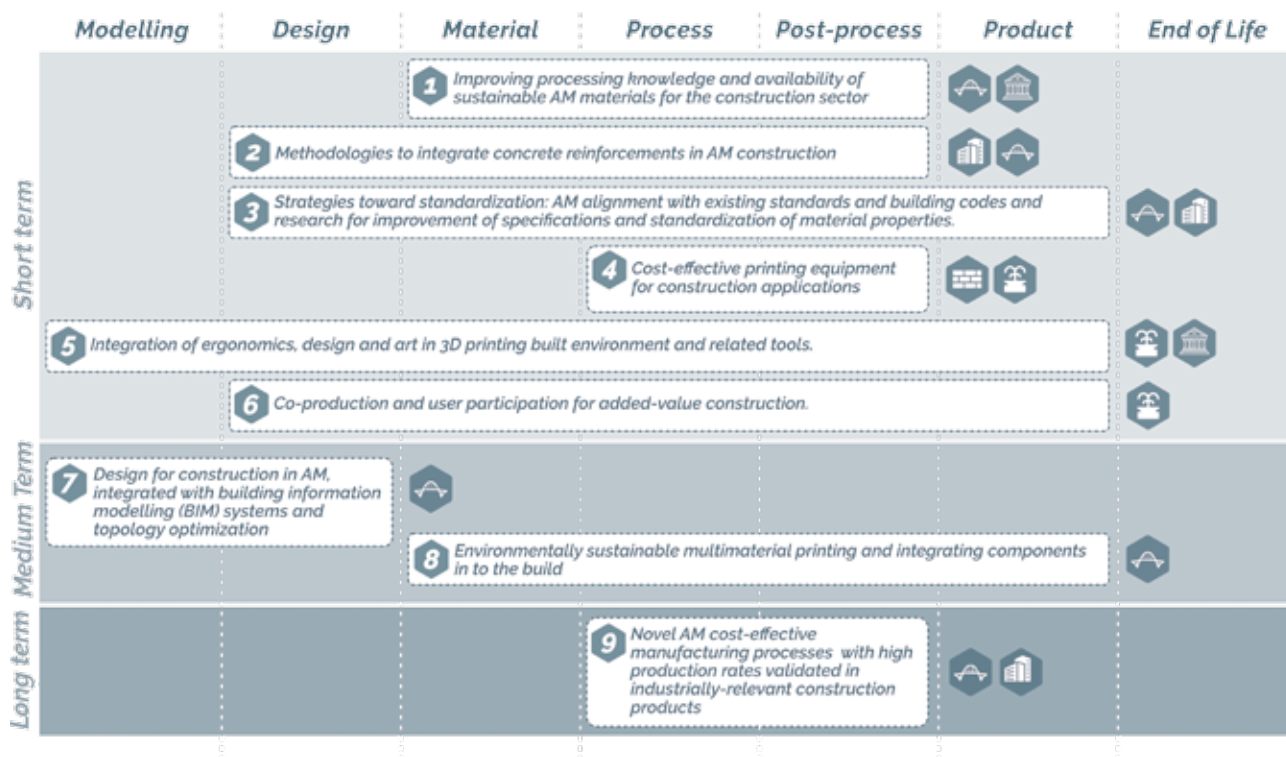 Modelling Design Material Process Post-process Product End of Life
Short term
1 Improving processing knowledge and availability of
sustainable AM materials for the construction sector
2 Methodologies to integrate concrete reinforcements in AM construction
3 Strategies toward standardization: AM alignment with existing standards and building codes and
research for improvement of specifications and standardization of material properties.
4 Cost-effective printing equipment
for construction applications
5 Integration of ergonomics, design and art in 3D printing built environment and related tools.
6 Co-production and user participation for added-value construction.
Medium Term
7 Design for construction in AM,
integrated with building information
modelling (BIM) systems and
topology optimization
8 Environmentally sustainable multimaterial printing and integrating components
in to the build
Long term
9 Novel AM cost-effective
manufacturing processes with high
production rates validated in
industrially-relevant construction
products